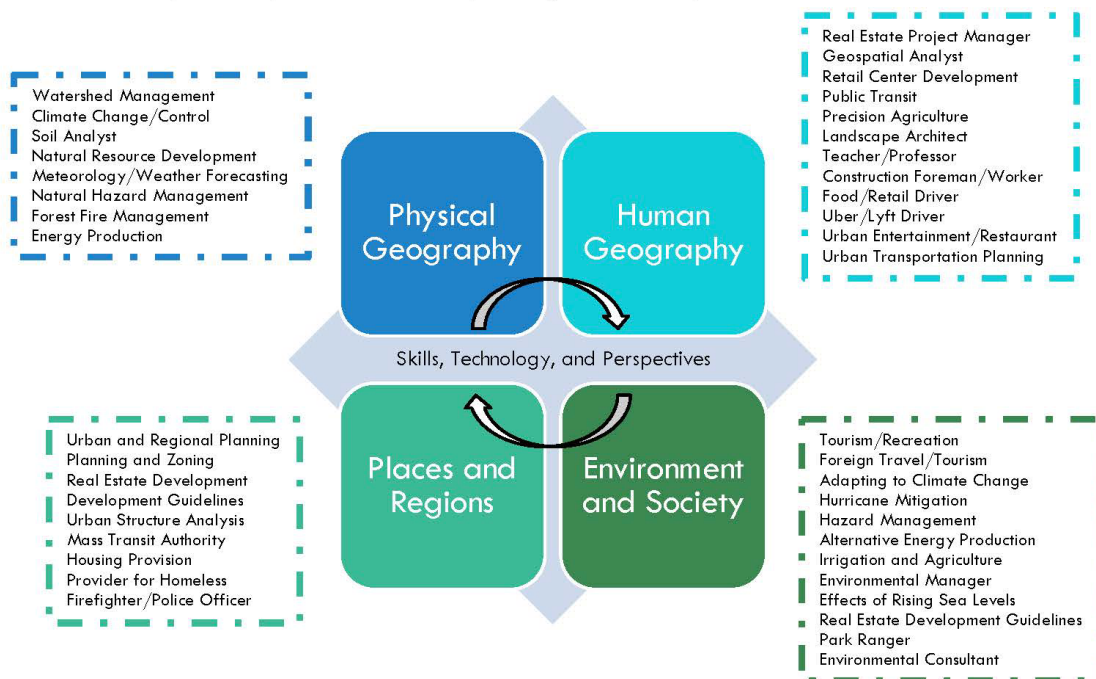 Watershed Management
Climate Change/Control
Soil Analyst
Natural Resource Development
Meteorology/Weather Forecasting
Natural Hazard Management
Forest Fire Management
Energy Production
Physical
Geography
Human
Geography
Real Estate Project Manager
Geospatial Analyst
Retail Center Development
Public Transit
Precision Agriculture
Landscape Architect
Teacher/Professor
Construction Foreman/Worker
Food/Retail Driver
Uber/Lyft Driver
Urban Entertainment/Restaurant
Urban Transportation Planning
Skills, Technology, and Perspectives
Urban and Regional Planning
Planning and Zoning
Real Estate Development
Development Guidelines
Urban Structure Analysis
Mass Transit Authority
Housing Provision
Provider for Homeless
Firefighter/Police Officer
Places and
Regions
Environment
and Society
Tourism/Recreation
Foreign Travel/Tourism
Adapting to Climate Change
Hurricane Mitigation
Hazard Management
Alternative Energy Production
Irrigation and Agriculture
Environmental Manager
Effects of Rising Sea Levels
Real Estate Development Guidelines
Park Ranger
Environmental Consultant